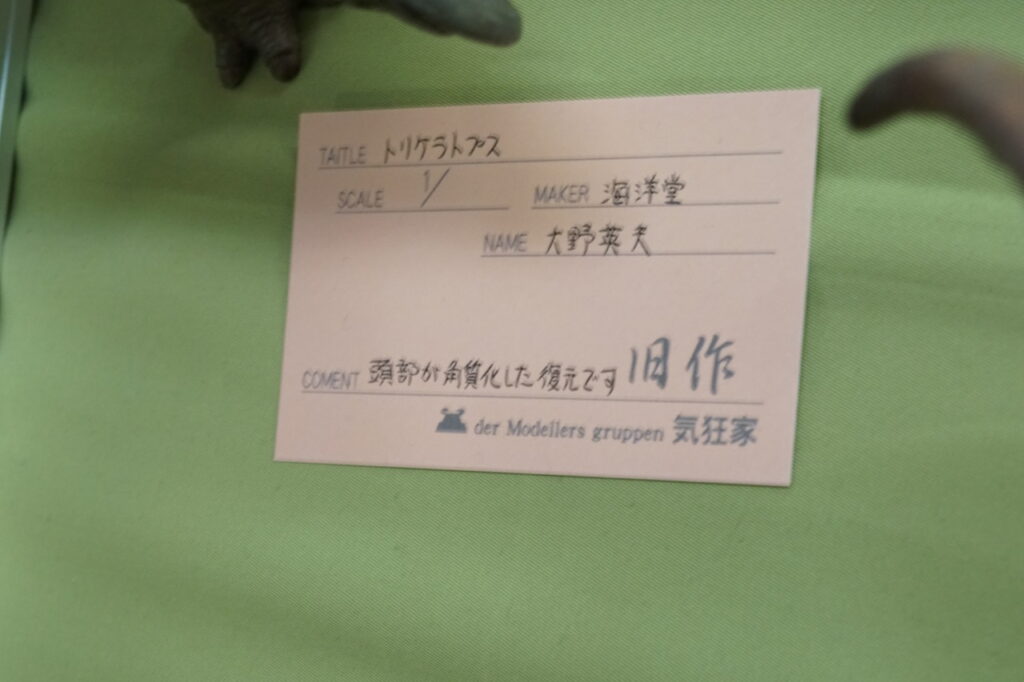 TAITLE トリケラトプス
SCALE 1/ MAKER 海洋堂
NAME 大野英夫
COMENT 頭部が角質化した復元です 旧作
der Modellers gruppen 気狂家